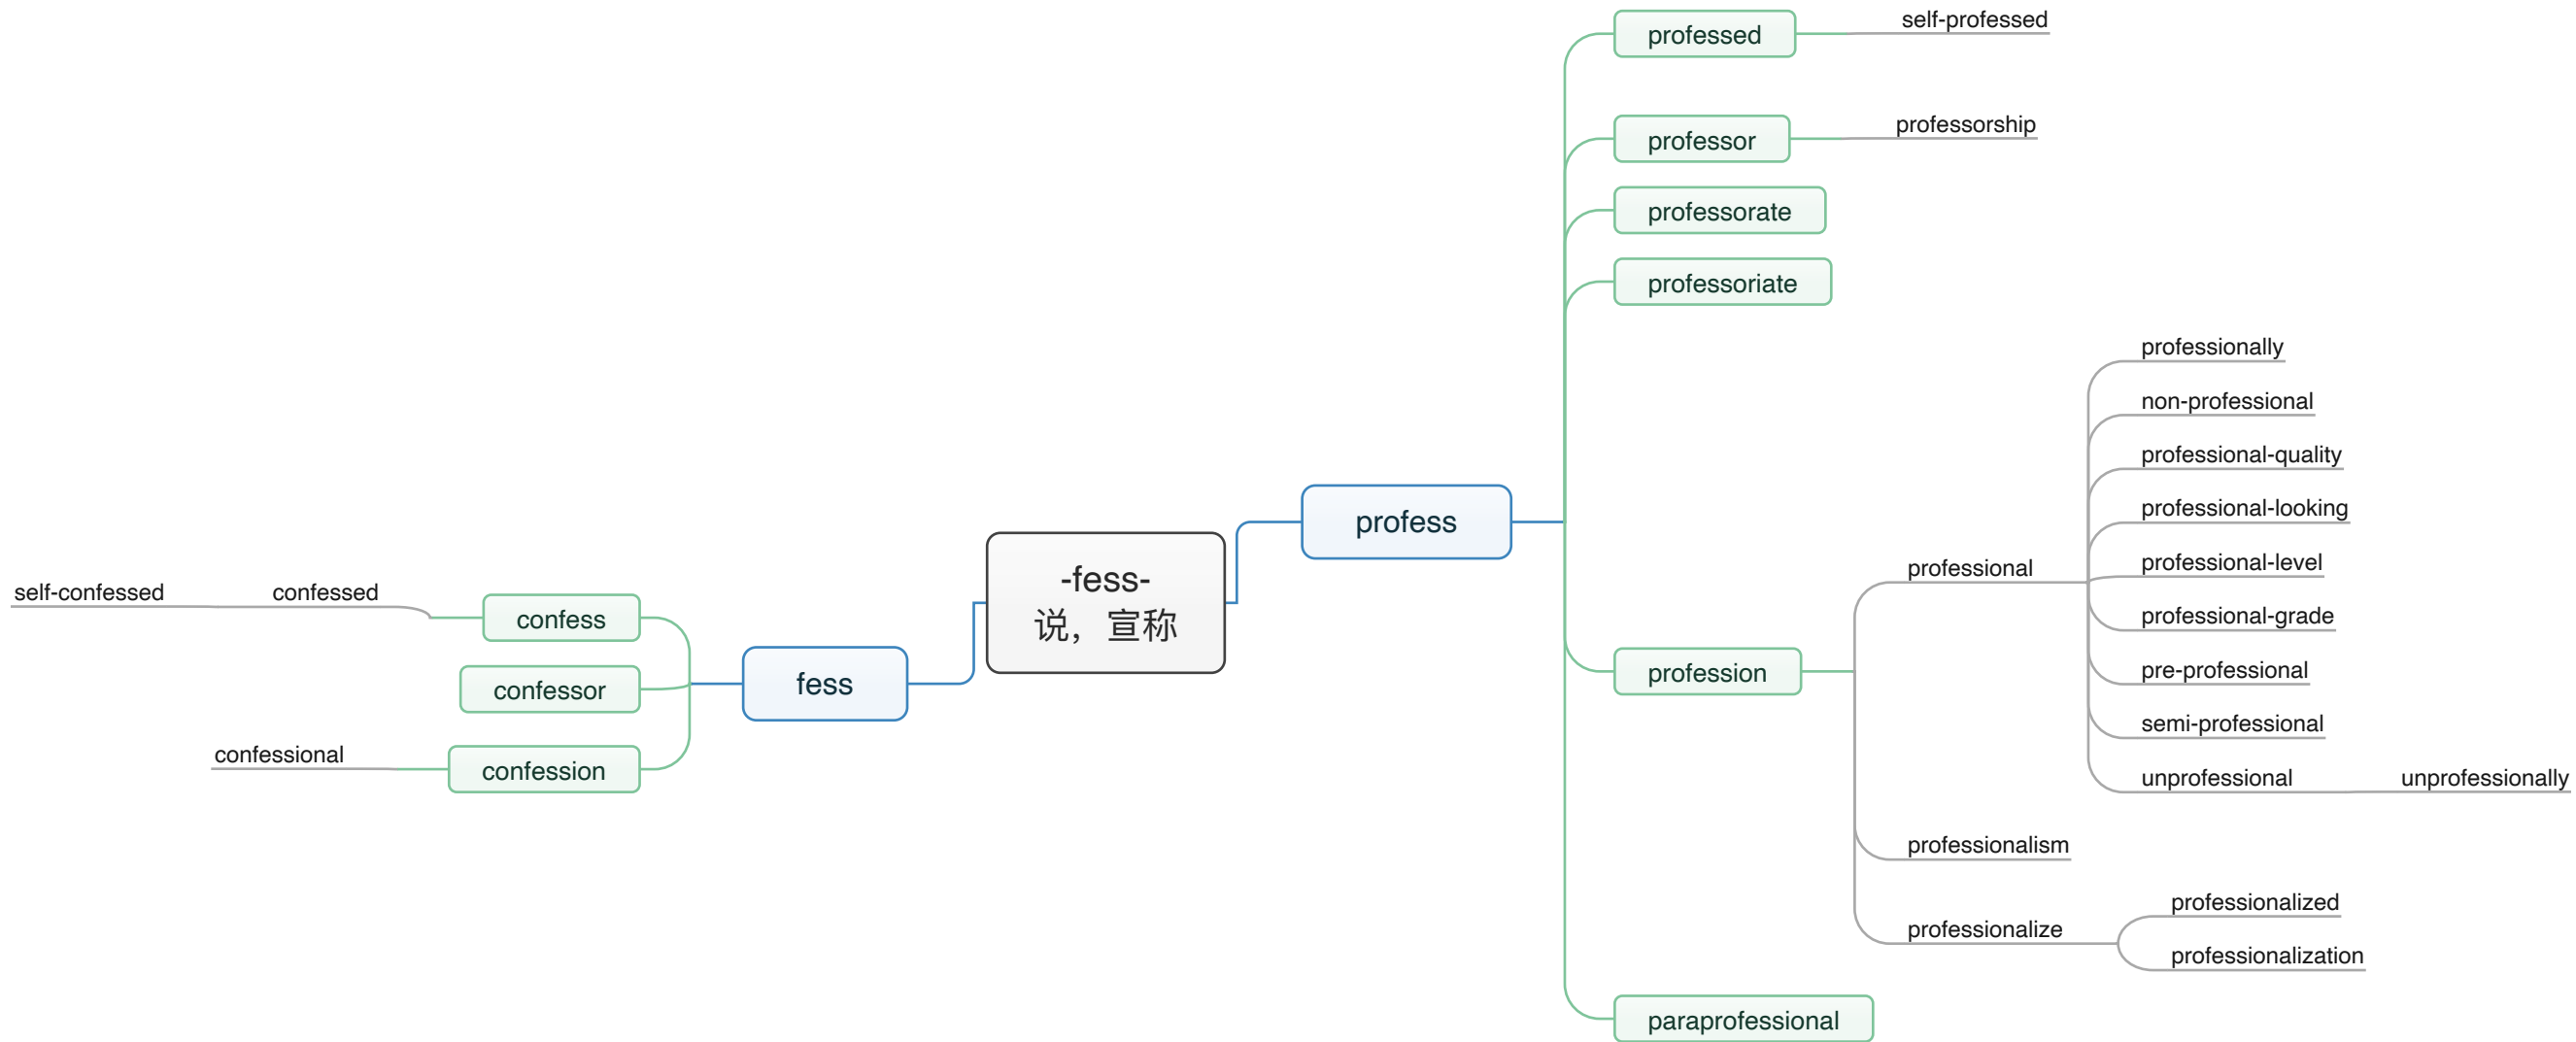 -fess-
说，宣称
profess
professed
self-professed
professor
professorship
professorate
professoriate
profession
professional
professionally
non-professional
professional-quality
professional-looking
professional-level
professional-grade
pre-professional
semi-professional
unprofessional
unprofessionally
professionalism
professionalize
professionalized
professionalization
paraprofessional
fess
confess
confessed
self-confessed
confessor
confession
confessional